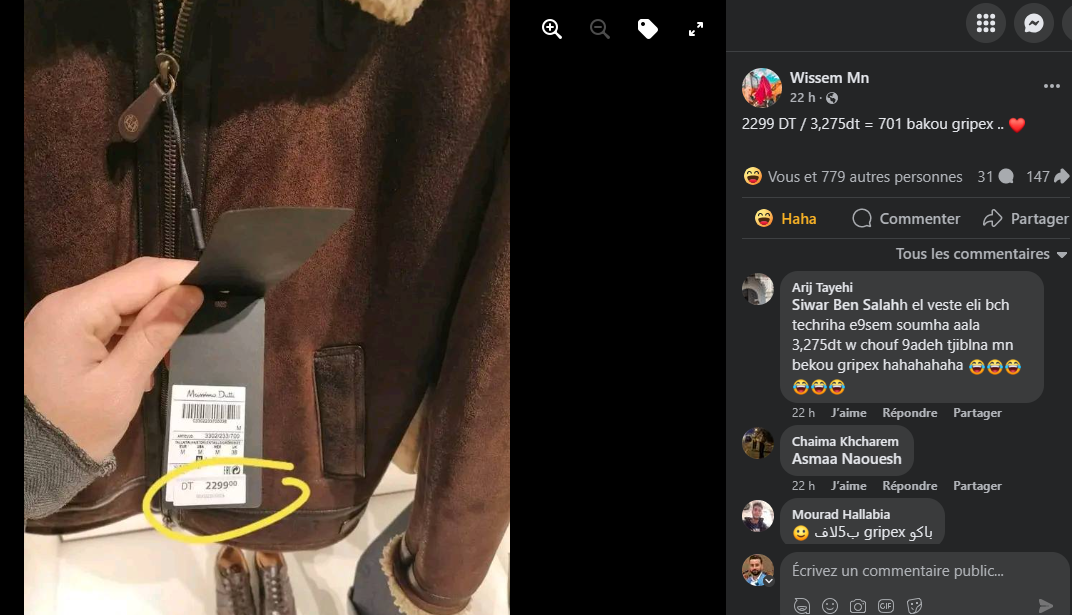 Massimo Dutti
M
3302/233/700
DT 2299⁰⁰
Wissem Mn
22 h
2299 DT / 3,275dt = 701 bakou gripex .. ❤️
😆 Vous et 779 autres personnes 31 147
😆 Haha Commenter Partager
Tous les commentaires
Arij Tayehi
Siwar Ben Salahh el veste eli bch
techriha e9sem soumha aala
3,275dt w chouf 9adeh tjiblna mn
bekou gripex hahahahaha 😂😂😂
😂😂😂
22 h J'aime Répondre Partager
Chaima Khcharem
Asmaa Naouesh
22 h J'aime Répondre Partager
Mourad Hallabia
باكو gripex ب5لاف 🙂
Écrivez un commentaire public...
GIF